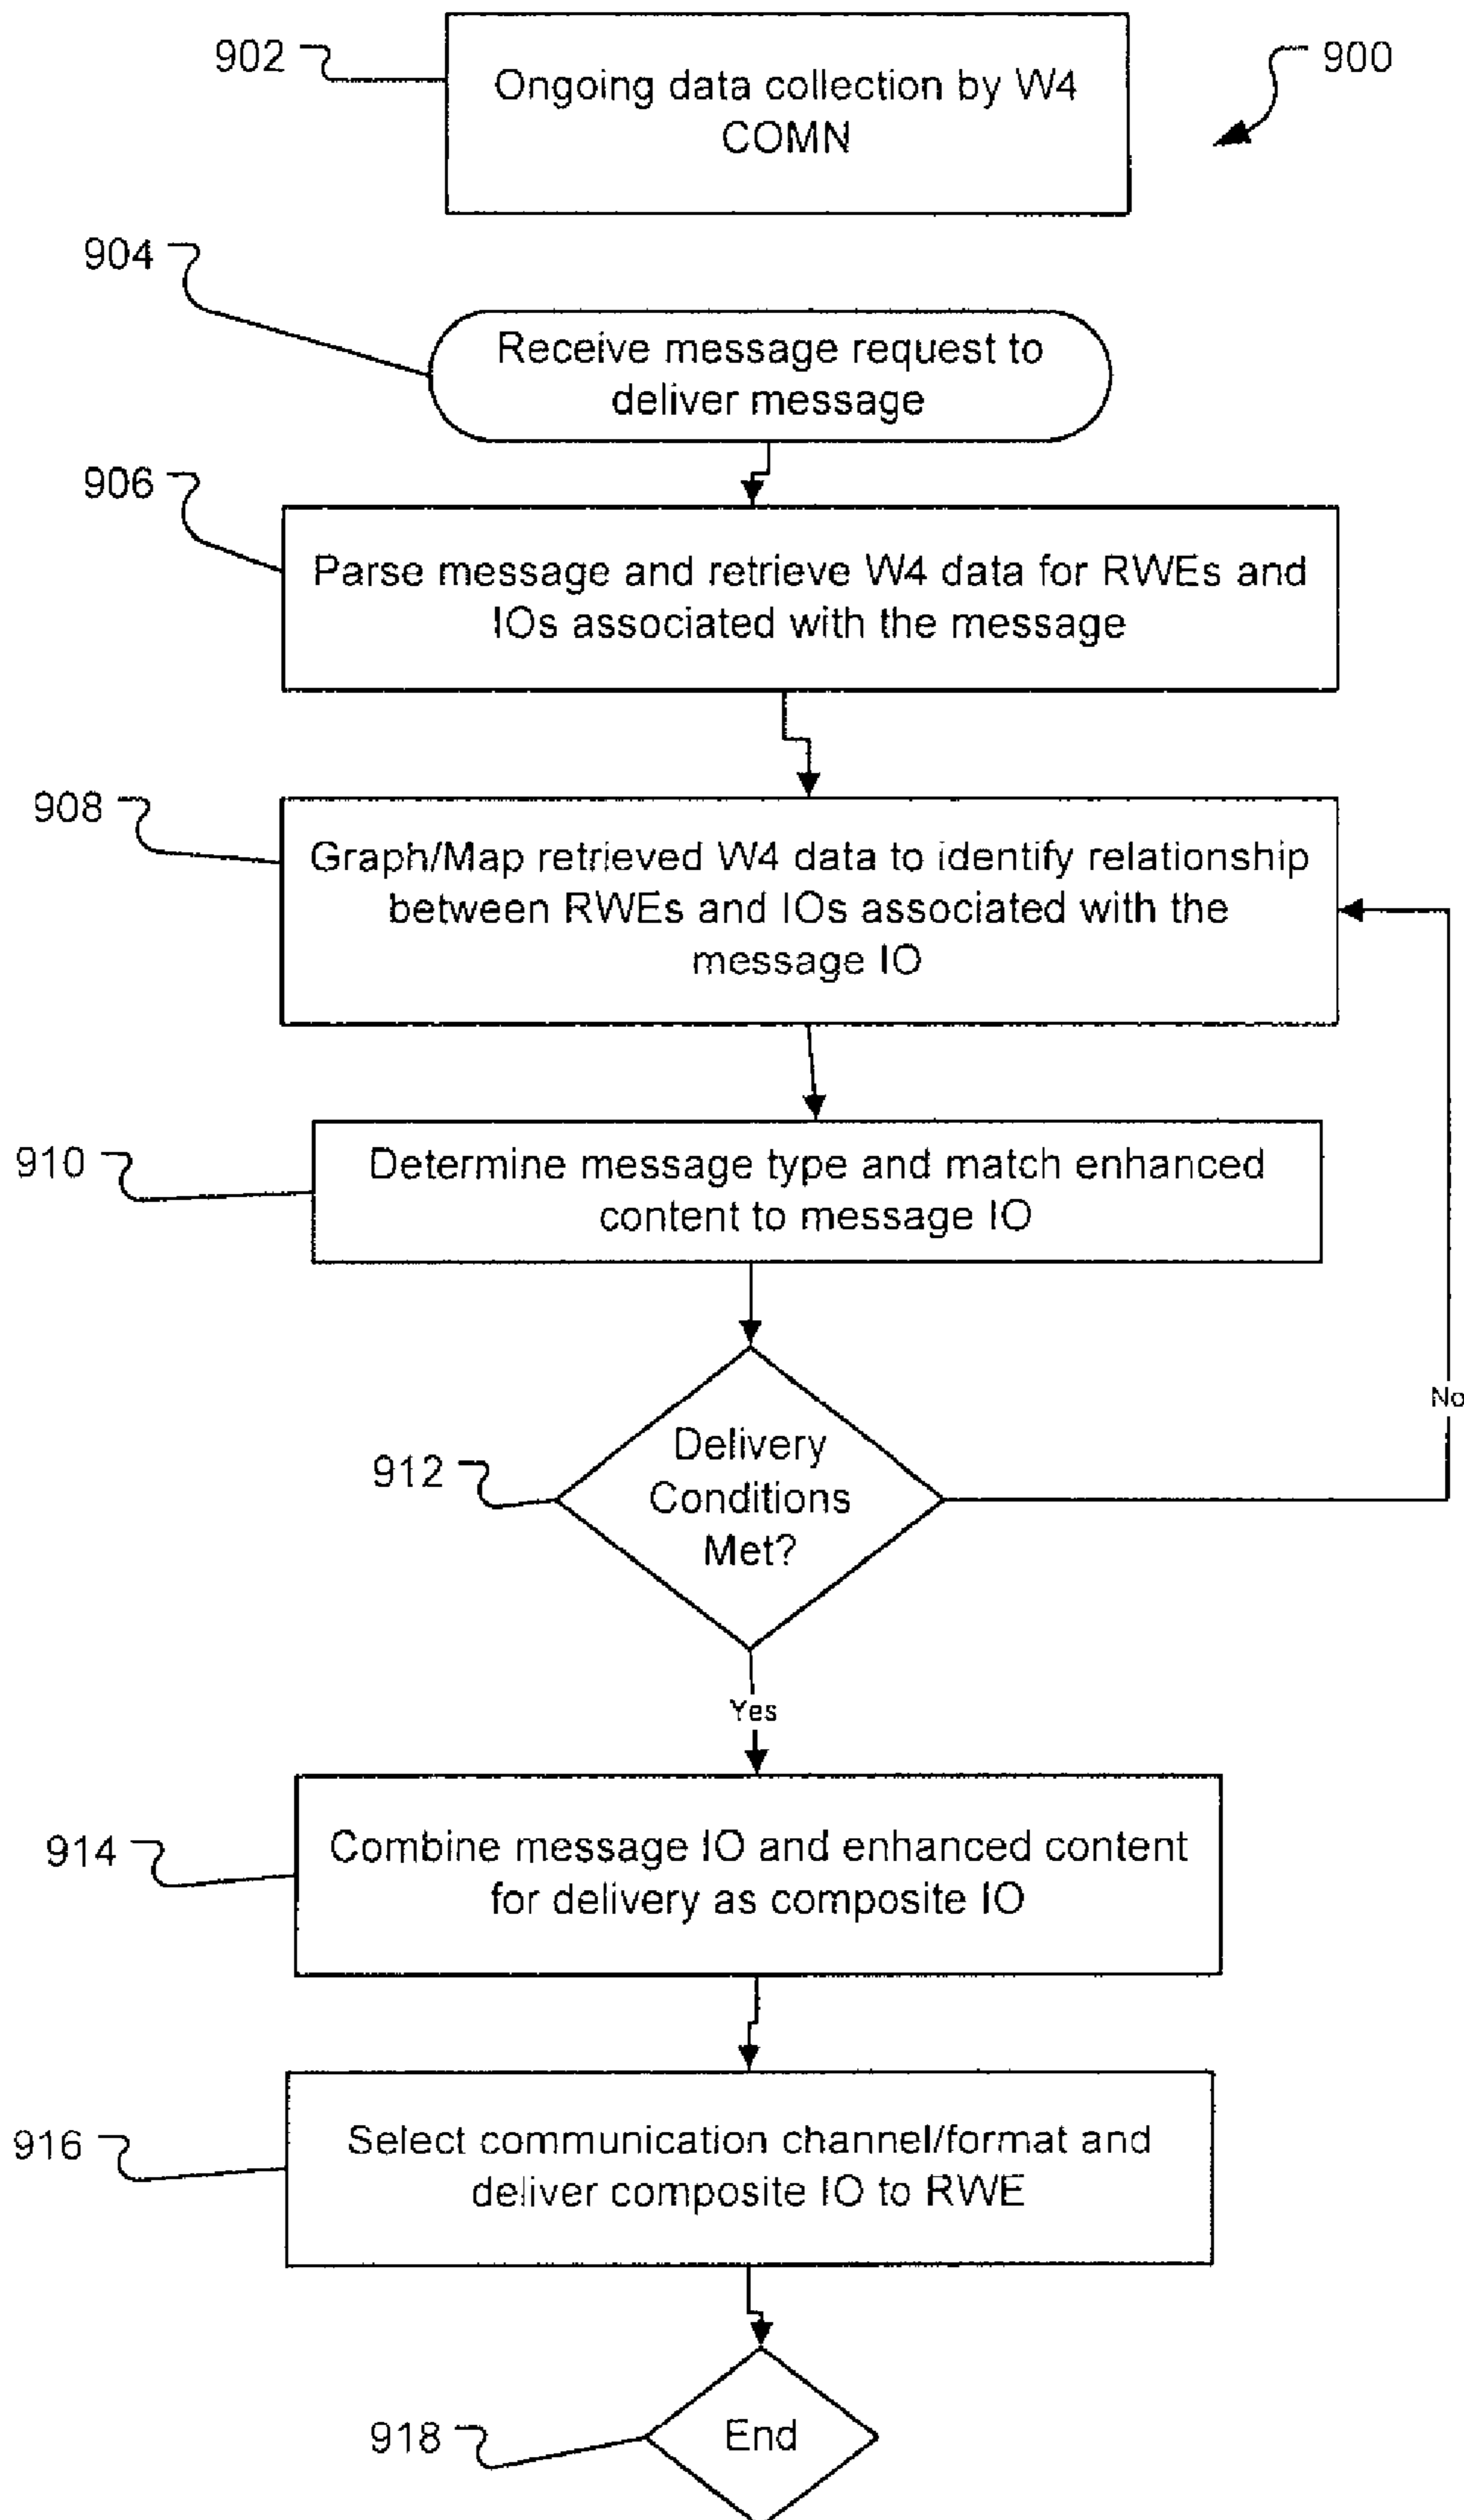 902
Ongoing data collection by W4
COMN
900
904
Receive message request to
deliver message
906
Parse message and retrieve W4 data for RWEs and
IOs associated with the message
908
Graph/Map retrieved W4 data to identify relationship
between RWEs and IOs associated with the
message IO
910
Determine message type and match enhanced
content to message IO
912
Delivery
Conditions
Met?
No
Yes
914
Combine message IO and enhanced content
for delivery as composite IO
916
Select communication channel/format and
deliver composite IO to RWE
918
End